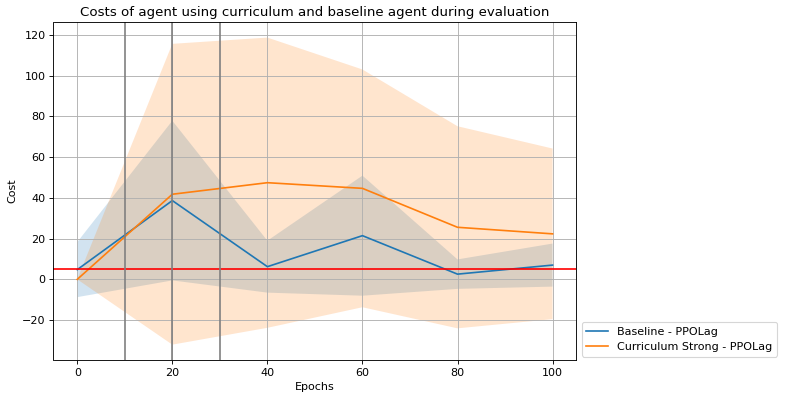 Costs of agent using curriculum and baseline agent during evaluation
120
100
80
60
40
20
0
−20
Cost
0 20 40 60 80 100
Epochs
Baseline - PPOLag
Curriculum Strong - PPOLag